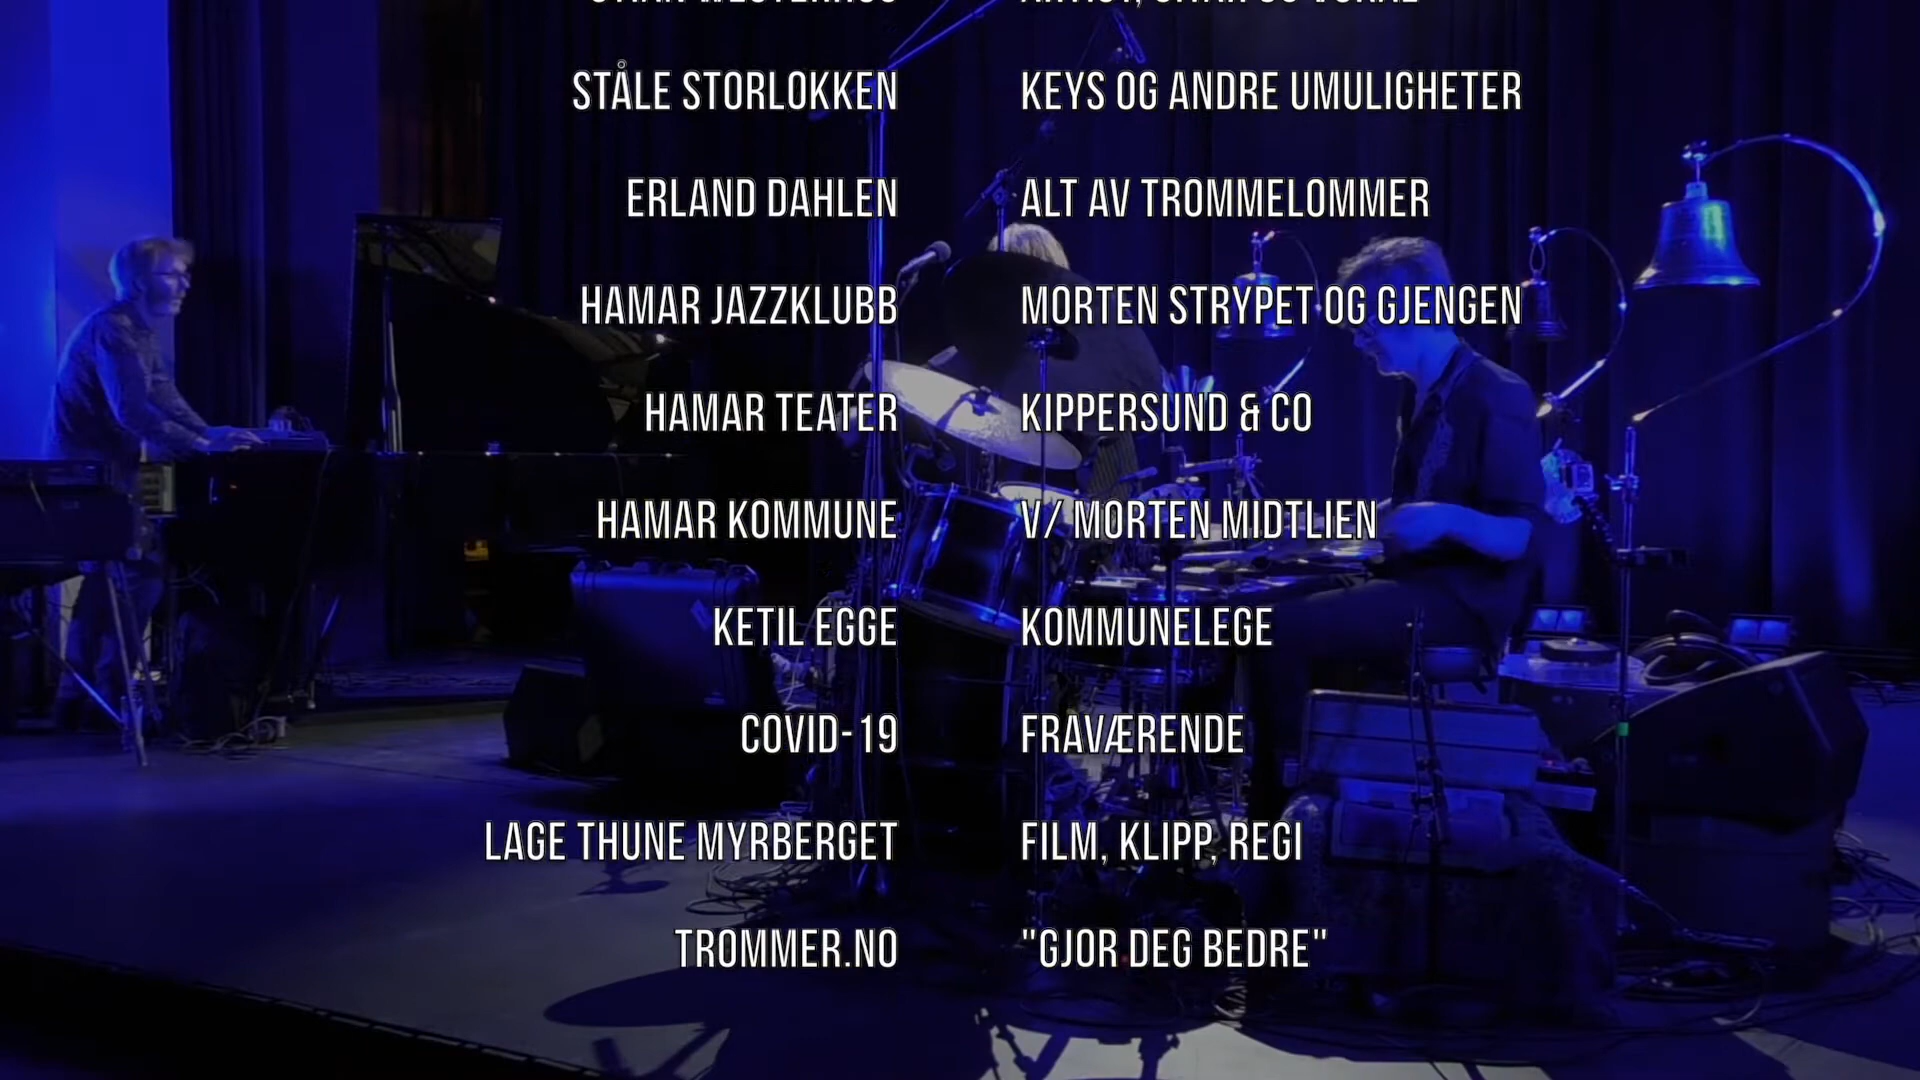 STÅLE STORLOKKEN KEYS OG ANDRE UMULIGHETER
ERLAND DAHLEN ALT AV TROMMELOMMER
HAMAR JAZZKLUBB MORTEN STRYPET OG GJENGEN
HAMAR TEATER KIPPERSUND & CO
HAMAR KOMMUNE V/ MORTEN MIDTLIEN
KETIL EGGE KOMMUNELEGE
COVID-19 FRAVÆRENDE
LAGE THUNE MYRBERGET FILM, KLIPP, REGI
TROMMER.NO "GJOR DEG BEDRE"